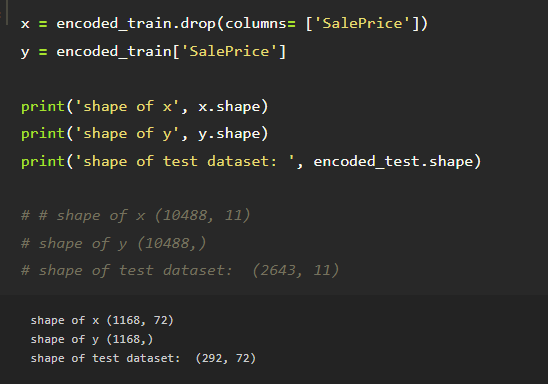 x = encoded_train.drop(columns= ['SalePrice'])
y = encoded_train['SalePrice']
print('shape of x', x.shape)
print('shape of y', y.shape)
print('shape of test dataset: ', encoded_test.shape)
# # shape of x (10488, 11)
# shape of y (10488,)
# shape of test dataset:  (2643, 11)
shape of x (1168, 72)
shape of y (1168,)
shape of test dataset:  (292, 72)